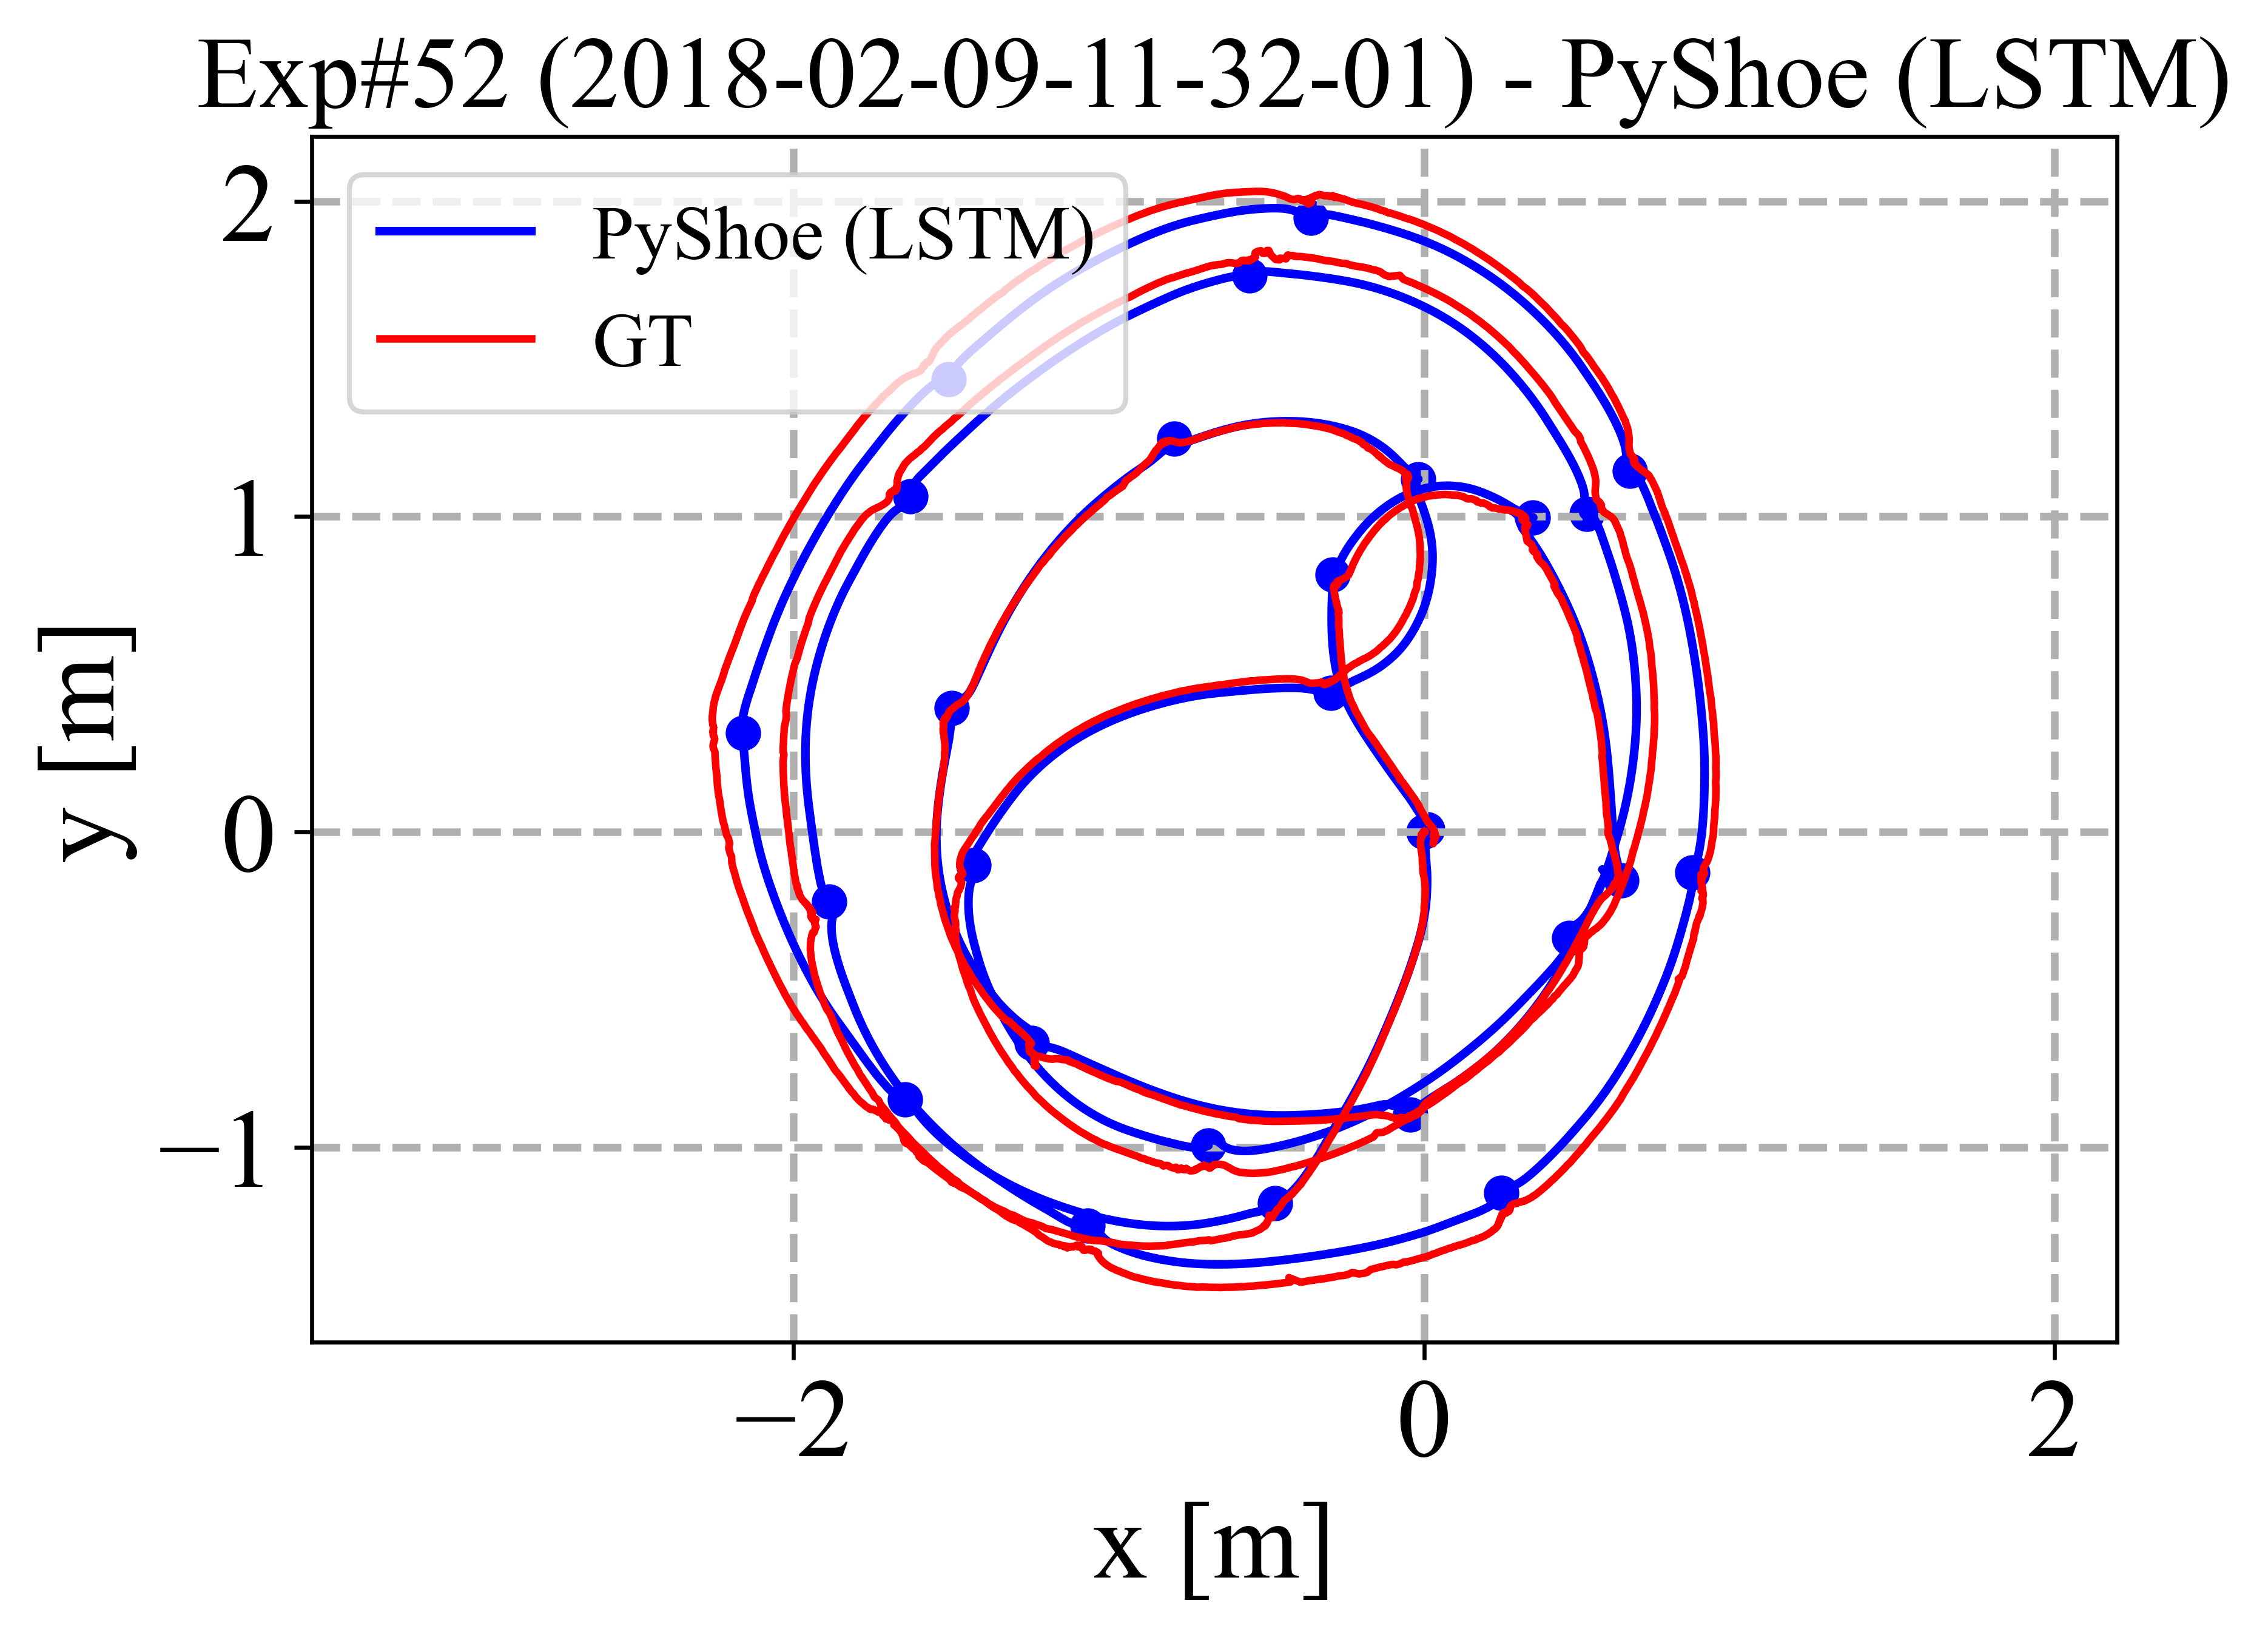 Exp#52 (2018-02-09-11-32-01) - PyShoe (LSTM)
PyShoe (LSTM)
GT
2
1
0
−1
y [m]
−2 0 2
x [m]